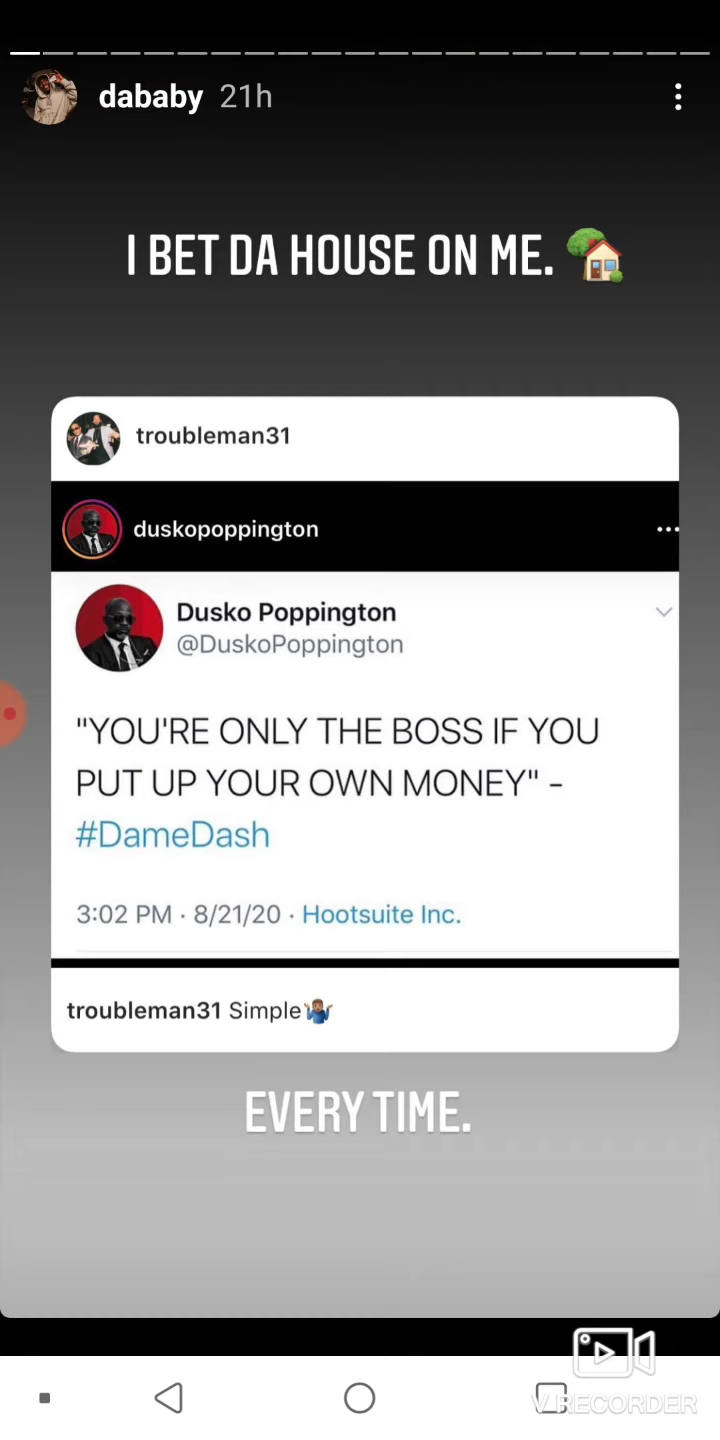 dababy 21h
I BET DA HOUSE ON ME. 🏡
troubleman31
duskopoppington
Dusko Poppington
@DuskoPoppington
"YOU'RE ONLY THE BOSS IF YOU
PUT UP YOUR OWN MONEY" -
#DameDash
3:02 PM · 8/21/20 · Hootsuite Inc.
troubleman31 Simple🤷🏽‍♂️
EVERY TIME.
V RECORDER